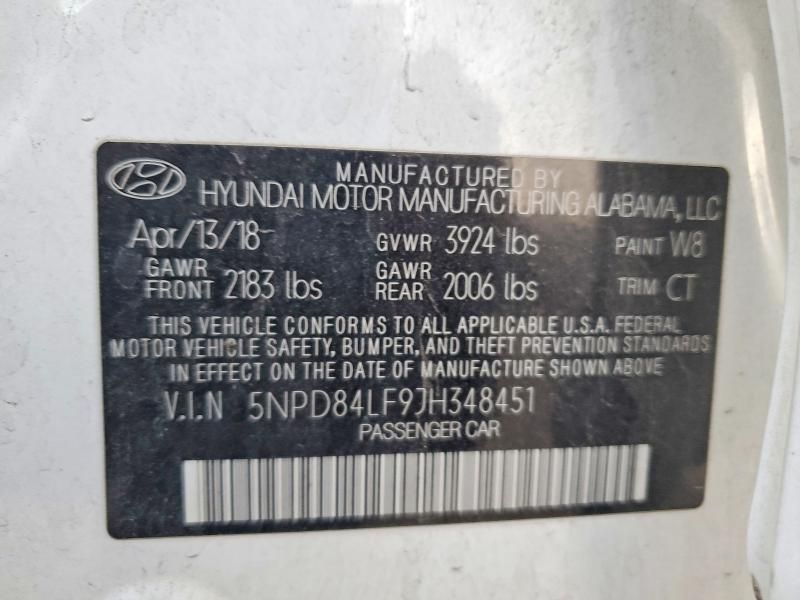 MANUFACTURED BY
HYUNDAI MOTOR MANUFACTURING ALABAMA, LLC
Apr/13/18 GVWR 3924 lbs PAINT W8
GAWR FRONT 2183 lbs GAWR REAR 2006 lbs TRIM CT
THIS VEHICLE CONFORMS TO ALL APPLICABLE U.S.A. FEDERAL
MOTOR VEHICLE SAFETY, BUMPER, AND THEFT PREVENTION STANDARDS
IN EFFECT ON THE DATE OF MANUFACTURE SHOWN ABOVE
V.I.N 5NPD84LF9JH348451
PASSENGER CAR